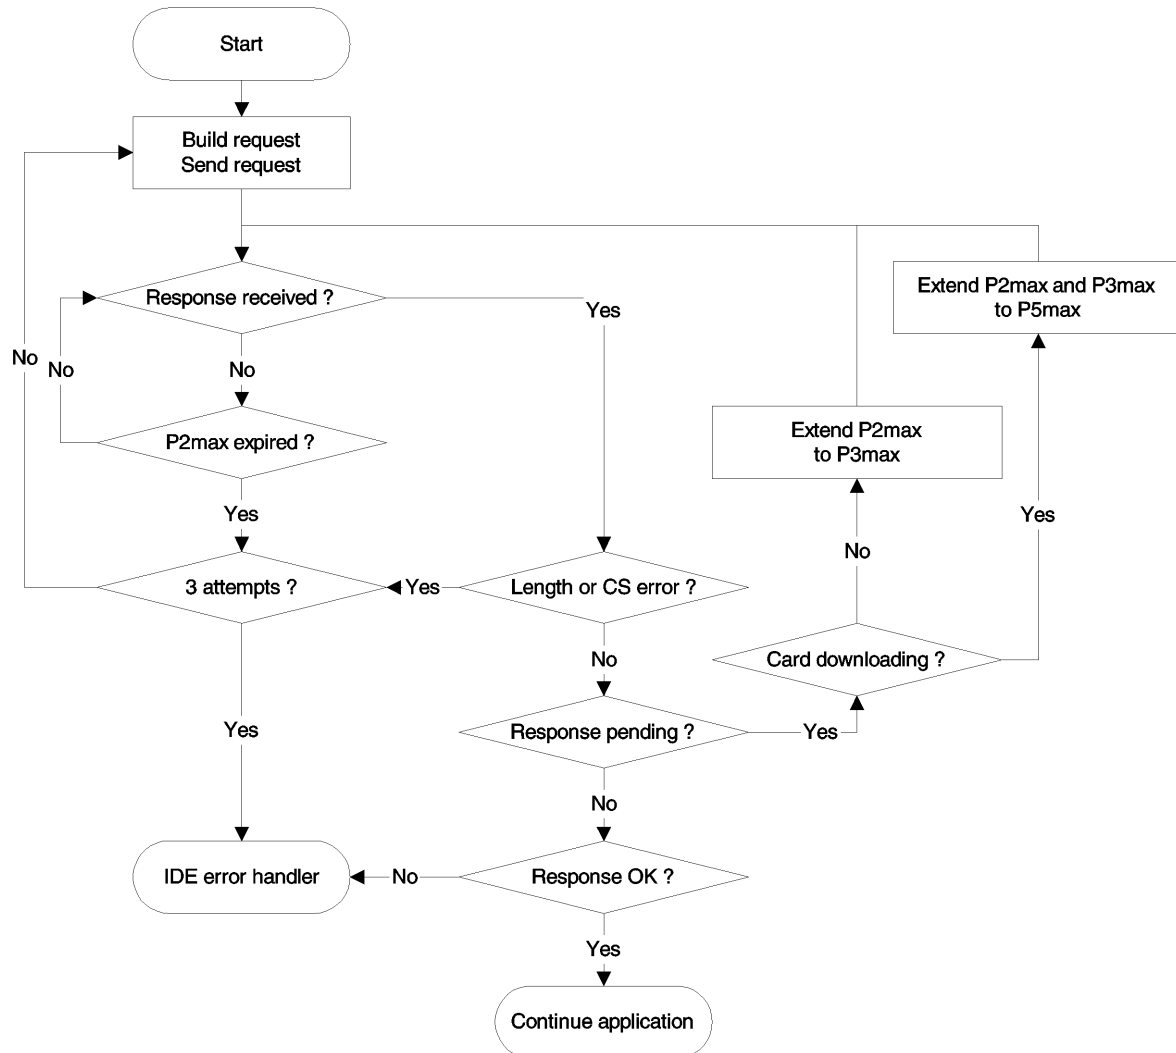 Start
Build request
Send request
Response received ?
Yes
Extend P2max and P3max
to P5max
No
No
No
P2max expired ?
Extend P2max
to P3max
Yes
Yes
No
3 attempts ?
Yes
Length or CS error ?
No
Card downloading ?
Yes
Response pending ?
Yes
No
IDE error handler
No
Response OK ?
Yes
Continue application